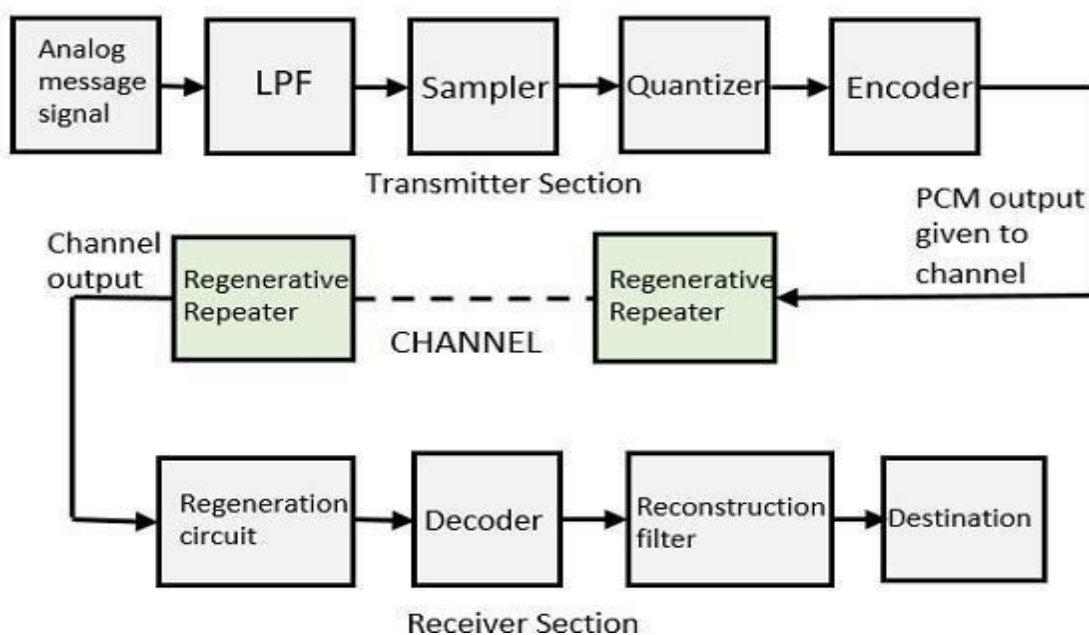 Analog
message
signal
LPF
Sampler
Quantizer
Encoder
Transmitter Section
PCM output
given to
channel
Channel
output
Regenerative
Repeater
CHANNEL
Regenerative
Repeater
Regeneration
circuit
Decoder
Reconstruction
filter
Destination
Receiver Section